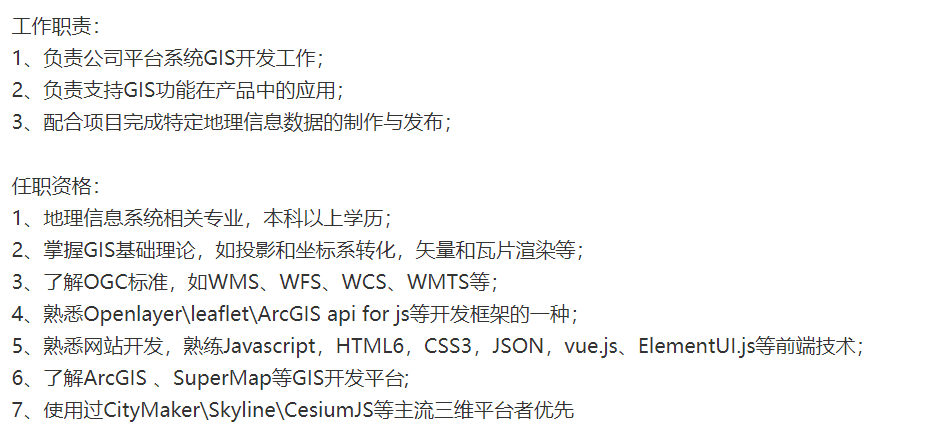 工作职责：
1、负责公司平台系统GIS开发工作；
2、负责支持GIS功能在产品中的应用；
3、配合项目完成特定地理信息数据的制作与发布；
任职资格：
1、地理信息系统相关专业，本科以上学历；
2、掌握GIS基础理论，如投影和坐标系转化，矢量和瓦片渲染等；
3、了解OGC标准，如WMS、WFS、WCS、WMTS等；
4、熟悉Openlayer\leaflet\ArcGIS api for js等开发框架的一种；
5、熟悉网站开发，熟练Javascript，HTML6，CSS3，JSON，vue.js、ElementUI.js等前端技术；
6、了解ArcGIS 、SuperMap等GIS开发平台;
7、使用过CityMaker\Skyline\CesiumJS等主流三维平台者优先